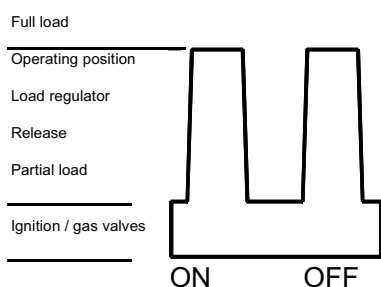 Full load
Operating position
Load regulator
Release
Partial load
Ignition / gas valves
ON OFF